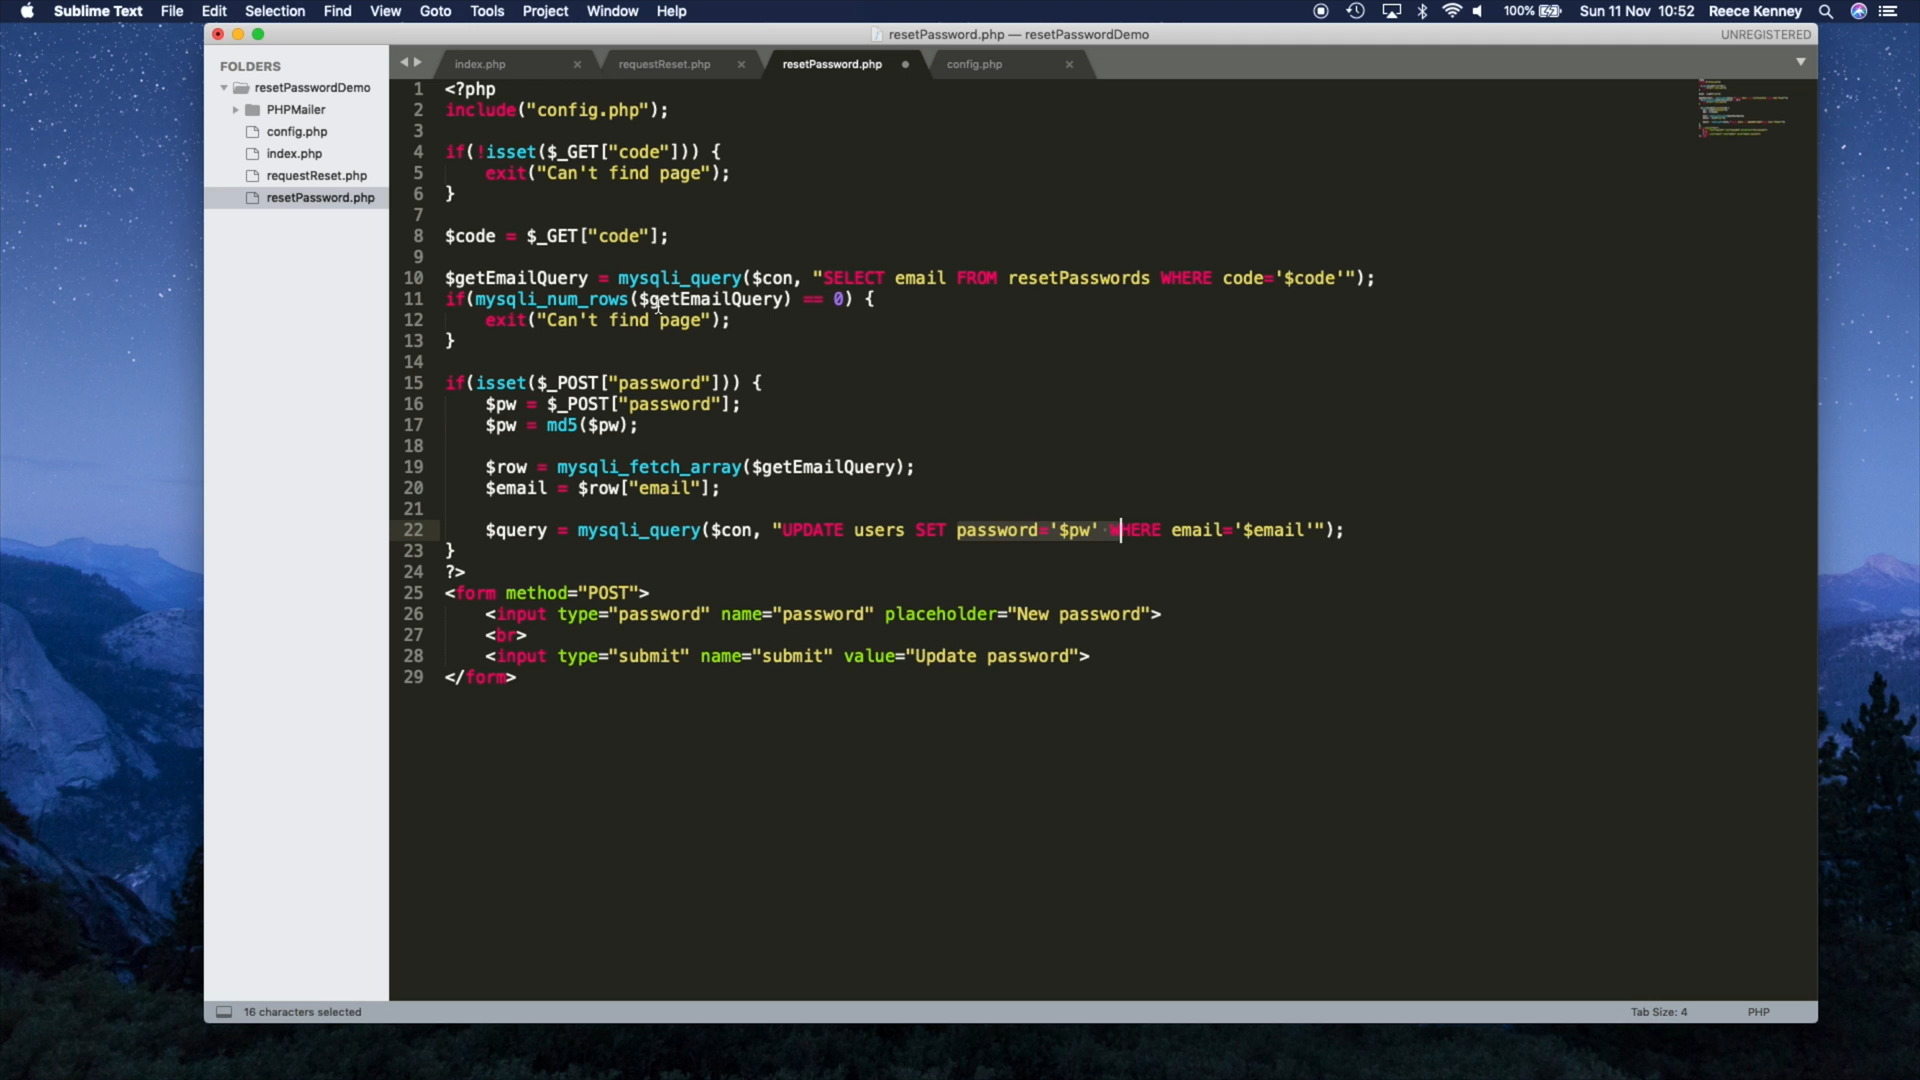 Sublime Text File Edit Selection Find View Goto Tools Project Window Help 100% Sun 11 Nov 10:52 Reece Kenney
resetPassword.php — resetPasswordDemo UNREGISTERED
FOLDERS
resetPasswordDemo
PHPMailer
config.php
index.php
requestReset.php
resetPassword.php
index.php requestReset.php resetPassword.php config.php
1 <?php
2 include("config.php");
3
4 if(!isset($_GET["code"])) {
5     exit("Can't find page");
6 }
7
8 $code = $_GET["code"];
9
10 $getEmailQuery = mysqli_query($con, "SELECT email FROM resetPasswords WHERE code='$code'");
11 if(mysqli_num_rows($getEmailQuery) == 0) {
12     exit("Can't find page");
13 }
14
15 if(isset($_POST["password"])) {
16     $pw = $_POST["password"];
17     $pw = md5($pw);
18
19     $row = mysqli_fetch_array($getEmailQuery);
20     $email = $row["email"];
21
22     $query = mysqli_query($con, "UPDATE users SET password='$pw' WHERE email='$email'");
23 }
24 ?>
25 <form method="POST">
26     <input type="password" name="password" placeholder="New password">
27     <br>
28     <input type="submit" name="submit" value="Update password">
29 </form>
16 characters selected Tab Size: 4 PHP